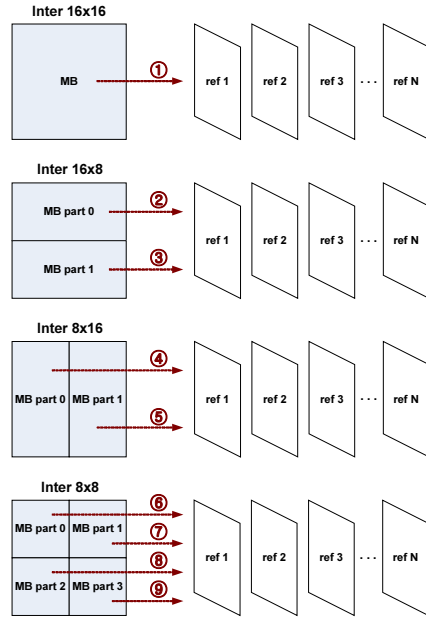 Inter 16x16
MB ① ref 1 ref 2 ref 3 . . . ref N
Inter 16x8
MB part 0 ②
ref 1 ref 2 ref 3 . . . ref N
MB part 1 ③
Inter 8x16
④
MB part 0 MB part 1 ref 1 ref 2 ref 3 . . . ref N
⑤
Inter 8x8
⑥
MB part 0 MB part 1
⑦
ref 1 ref 2 ref 3 . . . ref N
⑧
MB part 2 MB part 3
⑨